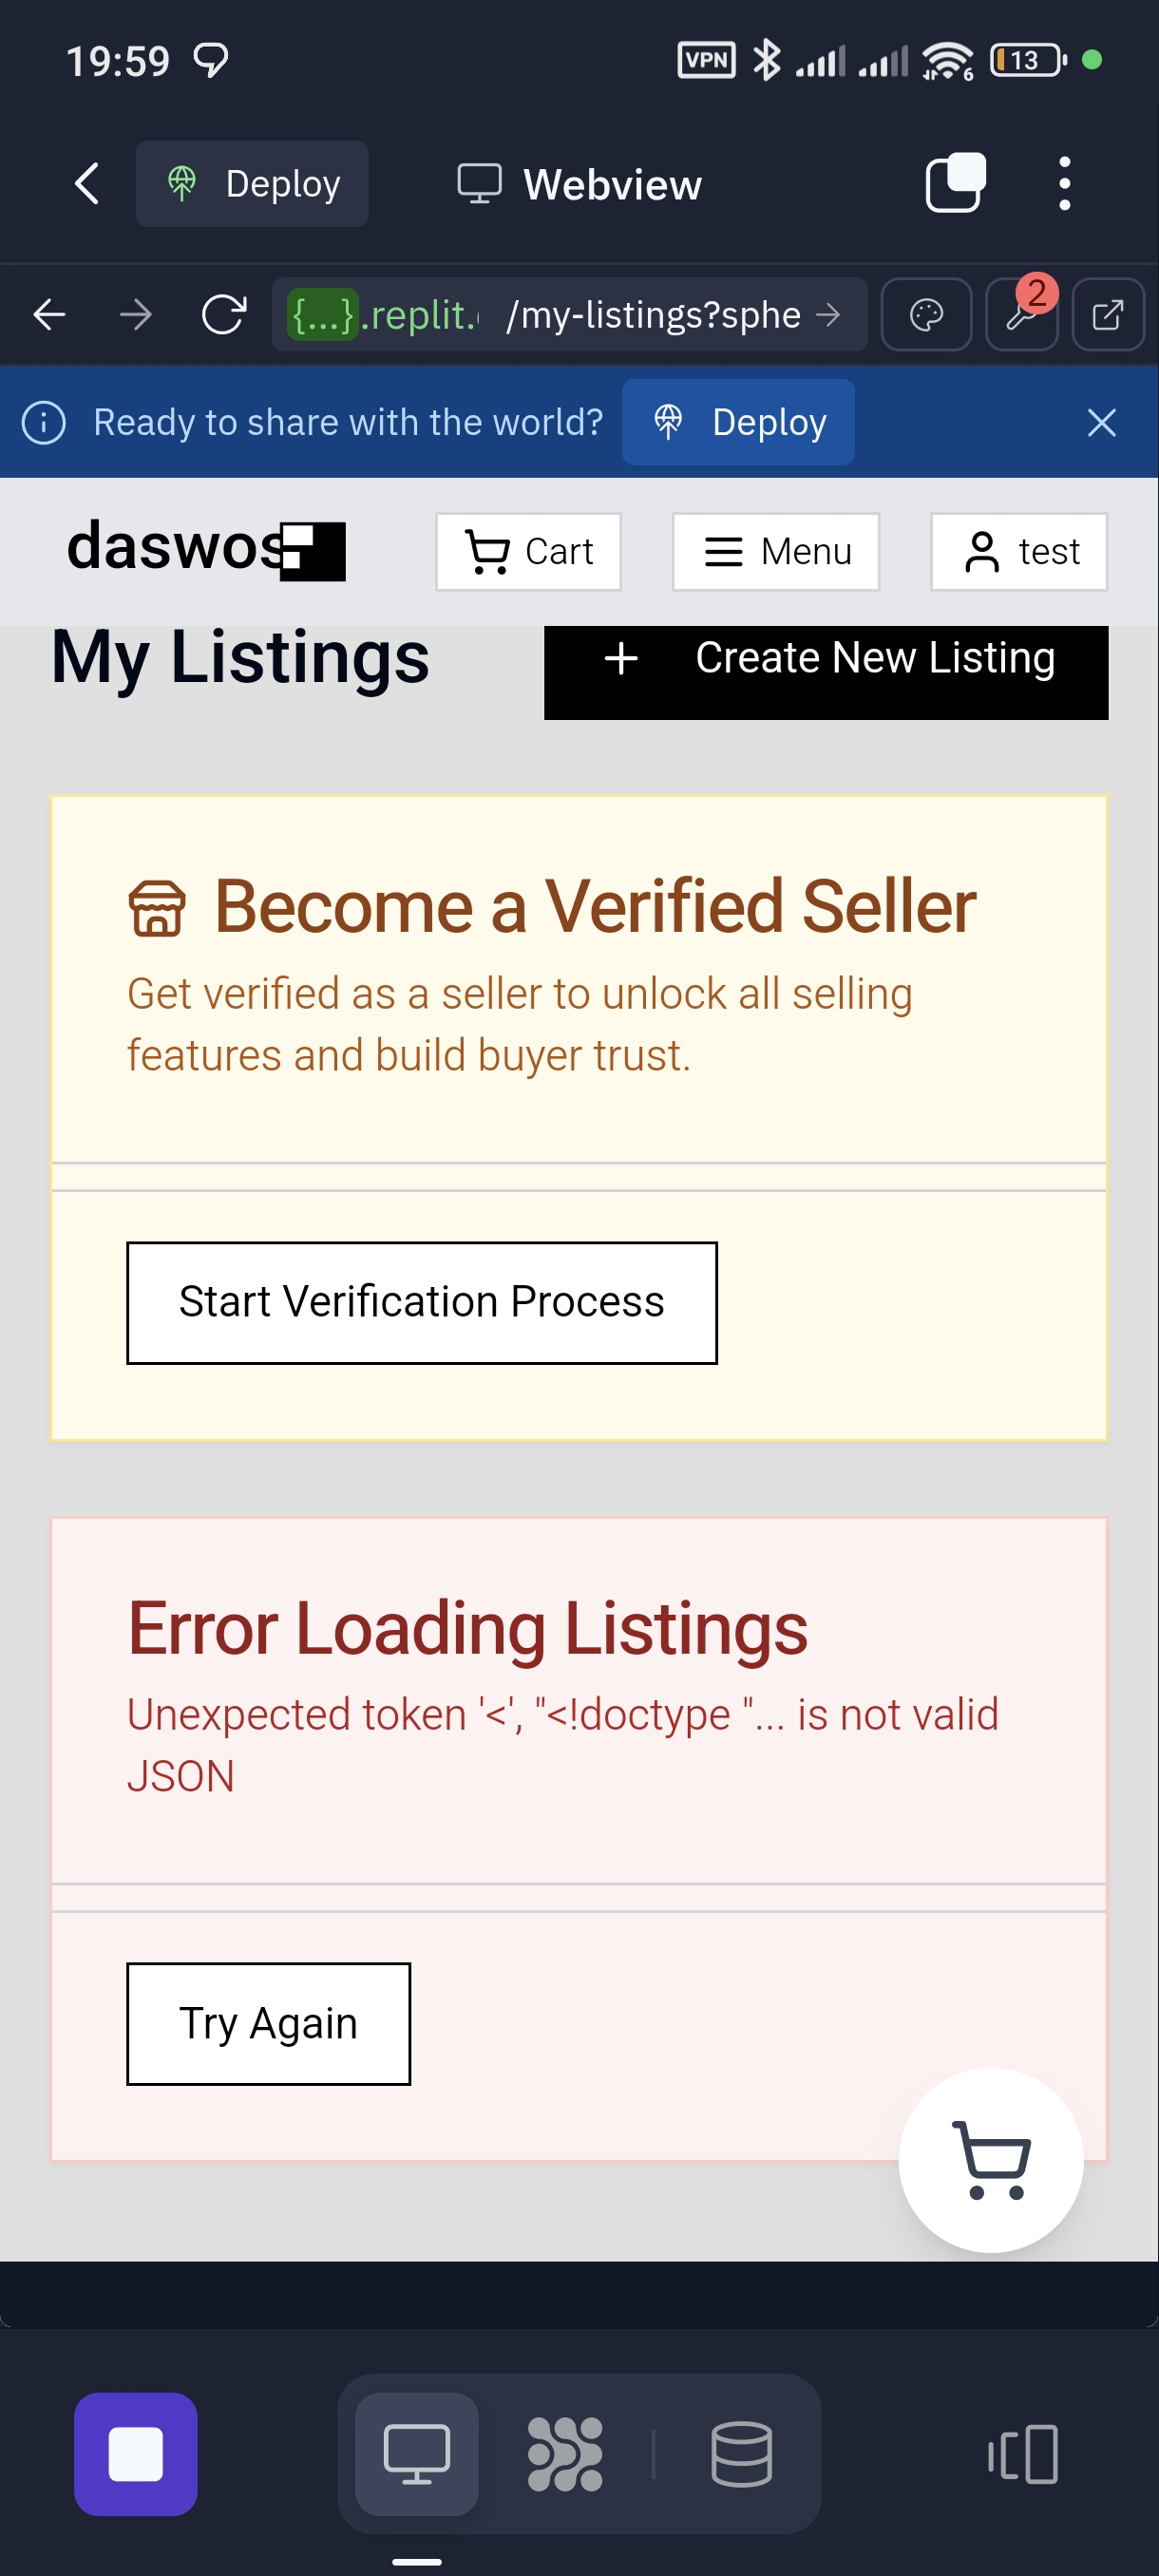 19:59 VPN 6 13
Deploy Webview
{...}.replit. /my-listings?sphe 2
Ready to share with the world? Deploy
daswos Cart Menu test
My Listings Create New Listing
Become a Verified Seller
Get verified as a seller to unlock all selling
features and build buyer trust.
Start Verification Process
Error Loading Listings
Unexpected token '<', "<!doctype "... is not valid
JSON
Try Again